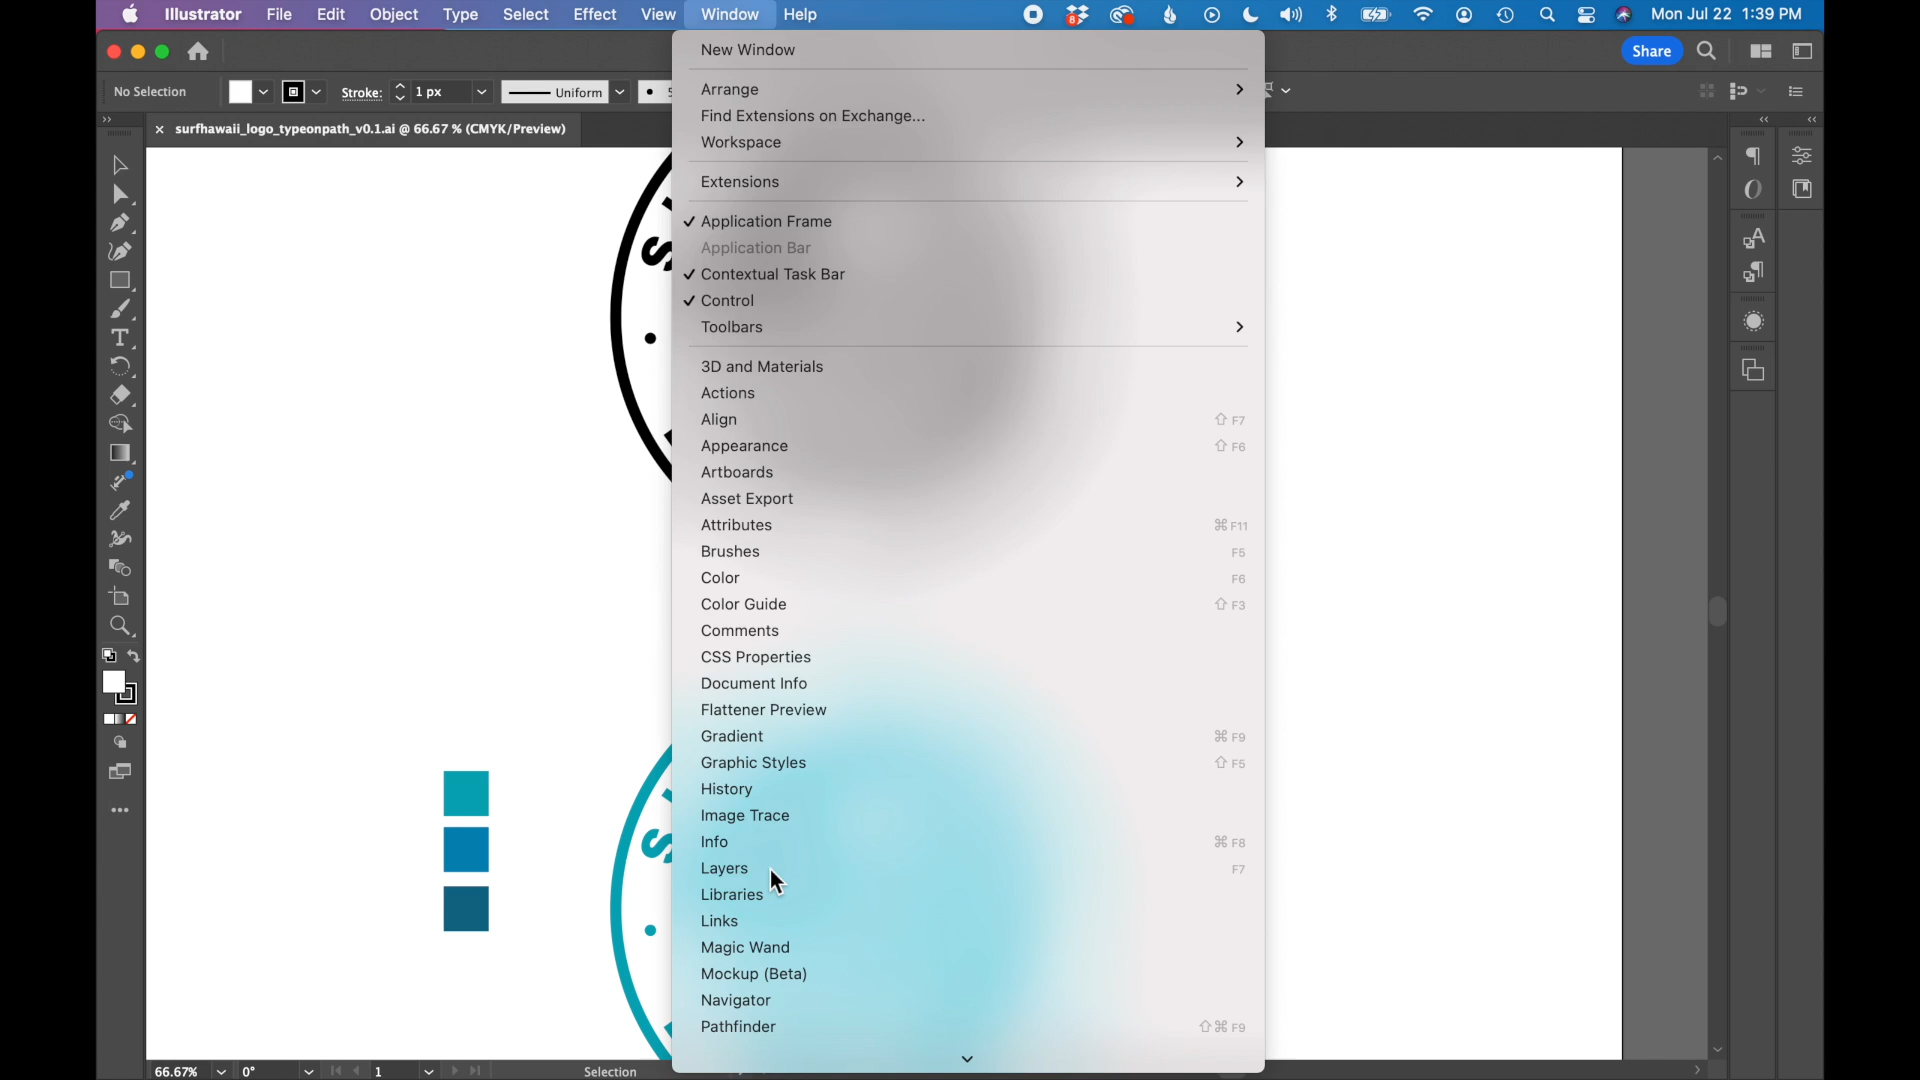 Illustrator File Edit Object Type Select Effect View Window Help
8
Mon Jul 22 1:39 PM
Share
No Selection
Stroke:
1 px
Uniform
5
surfhawaii_logo_typeonpath_v0.1.ai @ 66.67 % (CMYK/Preview)
New Window
Arrange
Find Extensions on Exchange...
Workspace
Extensions
Application Frame
Application Bar
Contextual Task Bar
Control
Toolbars
3D and Materials
Actions
Align ⇧ F7
Appearance ⇧ F6
Artboards
Asset Export
Attributes ⌘ F11
Brushes F5
Color F6
Color Guide ⇧ F3
Comments
CSS Properties
Document Info
Flattener Preview
Gradient ⌘ F9
Graphic Styles ⇧ F5
History
Image Trace
Info ⌘ F8
Layers F7
Libraries
Links
Magic Wand
Mockup (Beta)
Navigator
Pathfinder ⇧⌘ F9
S
S
66.67%
0°
1
Selection